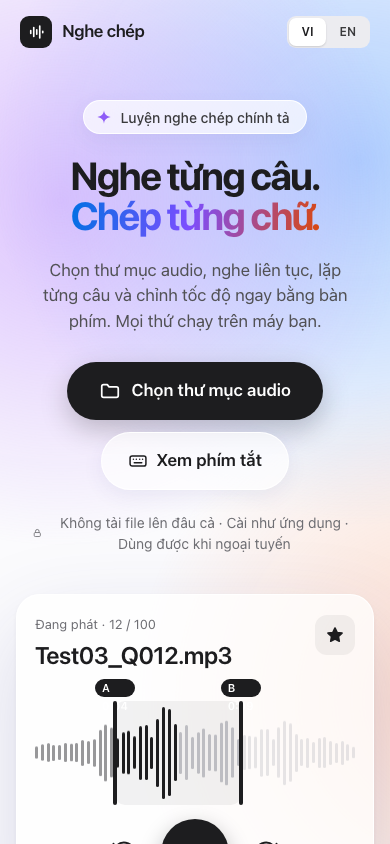 Nghe chép
VI
EN
Luyện nghe chép chính tả
Nghe từng câu.
Chép từng chữ.
Chọn thư mục audio, nghe liên tục, lặp
từng câu và chỉnh tốc độ ngay bằng bàn
phím. Mọi thứ chạy trên máy bạn.
Chọn thư mục audio
Xem phím tắt
Không tải file lên đâu cả · Cài như ứng dụng ·
Dùng được khi ngoại tuyến
Đang phát · 12 / 100
Test03_Q012.mp3
A
B